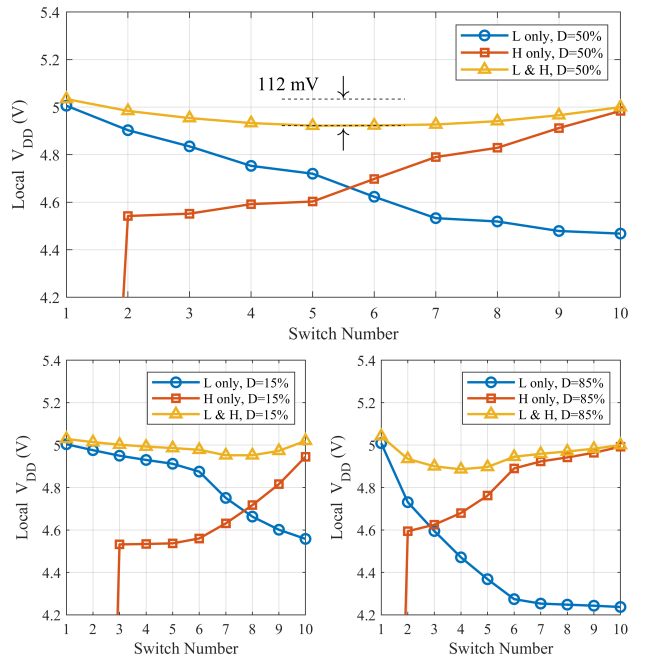 5.4
5.2
5
4.8
4.6
4.4
4.2
Local V_DD (V)
L only, D=50%
H only, D=50%
L & H, D=50%
112 mV
1 2 3 4 5 6 7 8 9 10
Switch Number
5.4
5.2
5
4.8
4.6
4.4
4.2
Local V_DD (V)
L only, D=15%
H only, D=15%
L & H, D=15%
1 2 3 4 5 6 7 8 9 10
Switch Number
5.4
5.2
5
4.8
4.6
4.4
4.2
Local V_DD (V)
L only, D=85%
H only, D=85%
L & H, D=85%
1 2 3 4 5 6 7 8 9 10
Switch Number